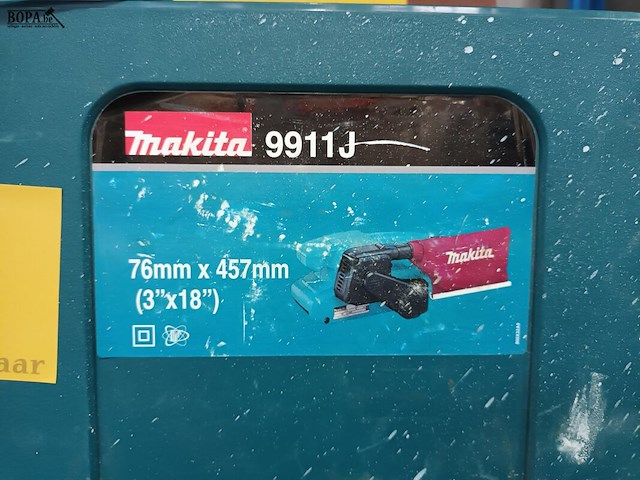 BOPA.be
makita 9911J
76mm x 457mm
(3”x18”)
makita
aar